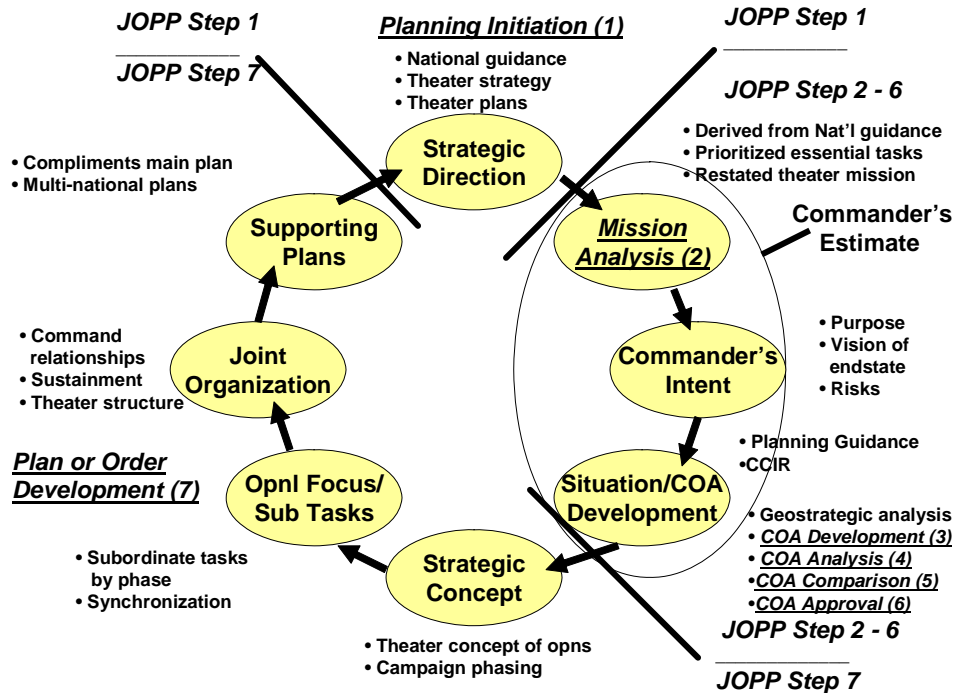 JOPP Step 1
___________
JOPP Step 7
Planning Initiation (1)
• National guidance
• Theater strategy
• Theater plans
JOPP Step 1
___________
JOPP Step 2 - 6
• Derived from Nat'l guidance
• Prioritized essential tasks
• Restated theater mission
Strategic
Direction
• Compliments main plan
• Multi-national plans
Supporting
Plans
Mission
Analysis (2)
Commander's
Estimate
• Command
relationships
• Sustainment
• Theater structure
Joint
Organization
Commander's
Intent
• Purpose
• Vision of
endstate
• Risks
Plan or Order
Development (7)
Opnl Focus/
Sub Tasks
Situation/COA
Development
• Planning Guidance
•CCIR
• Geostrategic analysis
• COA Development (3)
• COA Analysis (4)
•COA Comparison (5)
•COA Approval (6)
• Subordinate tasks
by phase
• Synchronization
Strategic
Concept
• Theater concept of opns
• Campaign phasing
JOPP Step 2 - 6
____________
JOPP Step 7